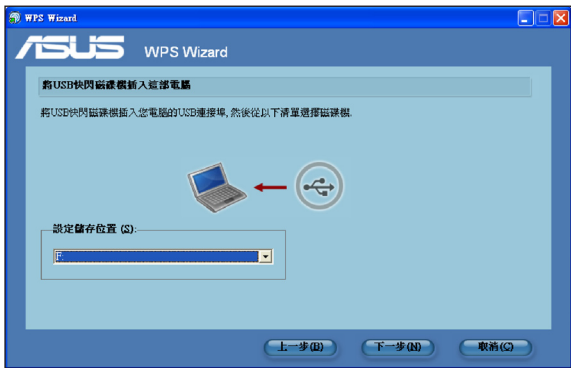 WPS Wizard
ASUS WPS Wizard
將USB快閃磁碟機插入這部電腦
將USB快閃磁碟機插入您電腦的USB連接埠, 然後從以下清單選擇磁碟機.
設定儲存位置 (S):
F:
上一步(B) 下一步(N) 取消(C)